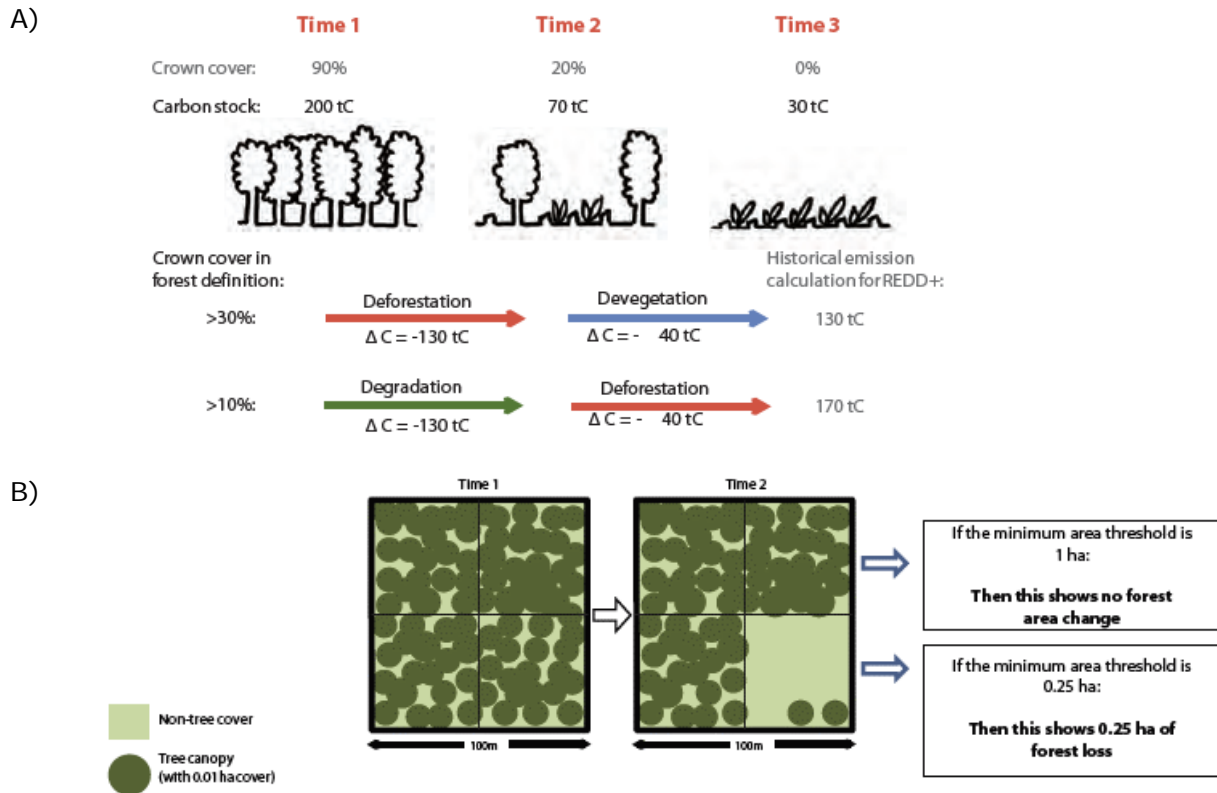 A)
Time 1 Time 2 Time 3
Crown cover: 90% 20% 0%
Carbon stock: 200 tC 70 tC 30 tC
Crown cover in
forest definition:
Historical emission
calculation for REDD+:
>30%:
Deforestation
Δ C = -130 tC
Devegetation
Δ C = - 40 tC
130 tC
>10%:
Degradation
Δ C = -130 tC
Deforestation
Δ C = - 40 tC
170 tC
B)
Time 1
Time 2
100m
100m
If the minimum area threshold is
1 ha:
Then this shows no forest
area change
If the minimum area threshold is
0.25 ha:
Then this shows 0.25 ha of
forest loss
Non-tree cover
Tree canopy
(with 0.01 ha cover)